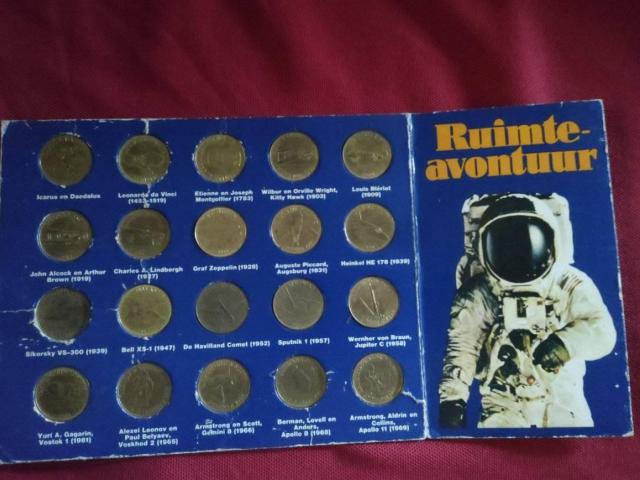 Ruimte-
avontuur
Icarus en Daedalus
Leonardo da Vinci
(1452-1519)
Etienne en Joseph
Montgolfier (1783)
Wilbur en Orville Wright,
Kitty Hawk (1903)
Louis Blériot
(1909)
John Alcock en Arthur
Brown (1919)
Charles A. Lindbergh
(1927)
Graf Zeppelin (1928)
Auguste Piccard,
Augsburg (1931)
Heinkel HE 178 (1939)
Sikorsky VS-300 (1939)
Bell XS-1 (1947)
De Havilland Comet (1952)
Sputnik 1 (1957)
Wernher von Braun,
Jupiter C (1958)
Yuri A. Gagarin,
Vostok 1 (1961)
Alexei Leonov en
Paul Belyaev,
Voskhod 2 (1965)
Armstrong en Scott,
Gemini 8 (1966)
Borman, Lovell en
Anders,
Apollo 8 (1968)
Armstrong, Aldrin en
Collins,
Apollo 11 (1969)